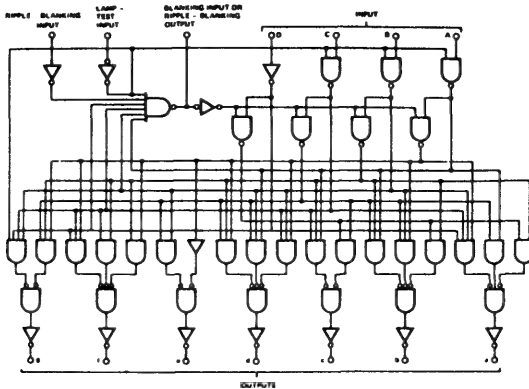 RIPPLE - BLANKING
INPUT
LAMP -
TEST
INPUT
BLANKING INPUT OR
RIPPLE - BLANKING
OUTPUT
INPUT
D
C
B
A
g
f
e
d
c
b
a
OUTPUTS